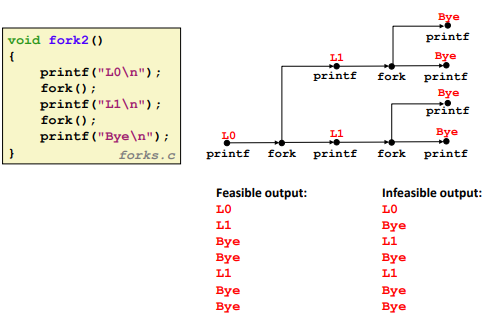 void fork2()
{
    printf("L0\n");
    fork();
    printf("L1\n");
    fork();
    printf("Bye\n");
}
forks.c
Bye
printf
L1
Bye
printf
fork
printf
Bye
printf
L0
L1
Bye
printf
fork
printf
fork
printf
Feasible output:
L0
L1
Bye
Bye
L1
Bye
Bye
Infeasible output:
L0
Bye
L1
Bye
L1
Bye
Bye